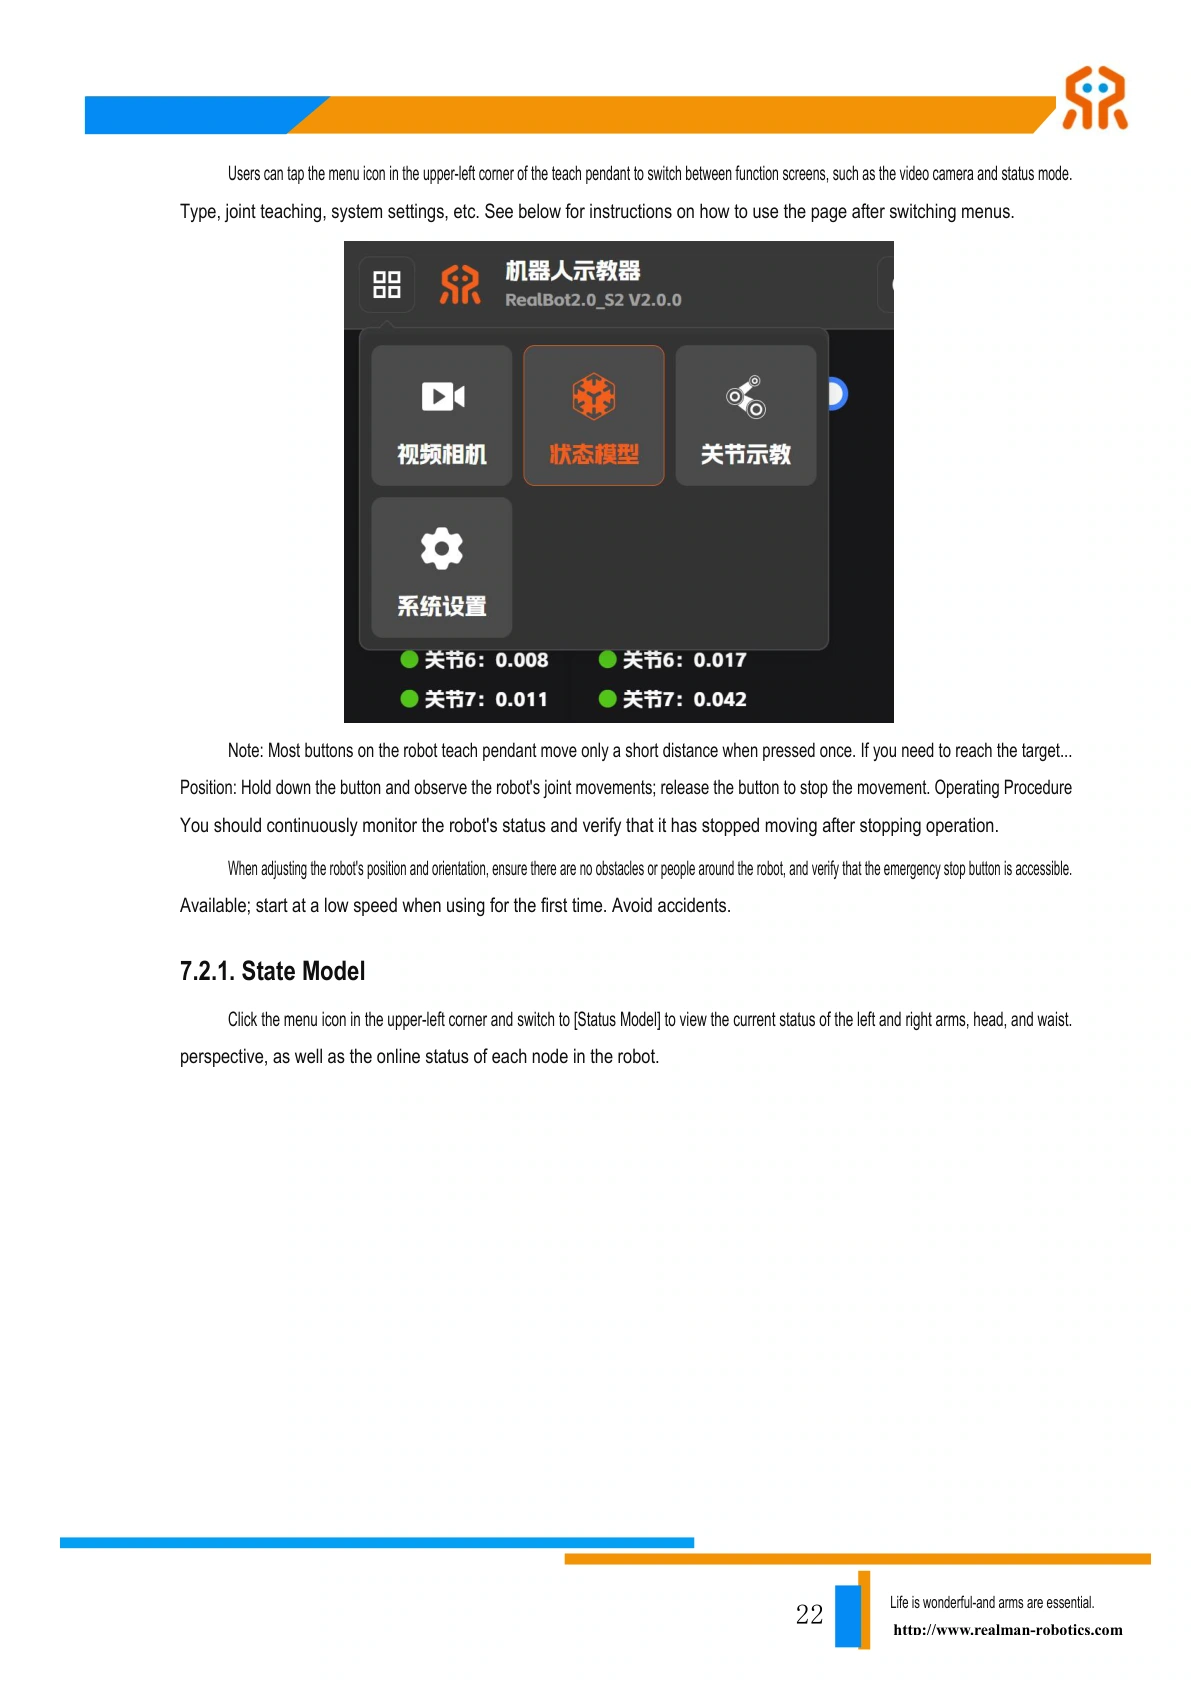 Users can tap the menu icon in the upper-left corner of the teach pendant to switch between function screens, such as the video camera and status mode.
Type, joint teaching, system settings, etc. See below for instructions on how to use the page after switching menus.
机器人示教器
RealBot2.0_S2 V2.0.0
视频相机 状态模型 关节示教
系统设置
关节6：0.008 关节6：0.017
关节7：0.011 关节7：0.042
Note: Most buttons on the robot teach pendant move only a short distance when pressed once. If you need to reach the target...
Position: Hold down the button and observe the robot's joint movements; release the button to stop the movement. Operating Procedure
You should continuously monitor the robot's status and verify that it has stopped moving after stopping operation.
When adjusting the robot's position and orientation, ensure there are no obstacles or people around the robot, and verify that the emergency stop button is accessible.
Available; start at a low speed when using for the first time. Avoid accidents.
7.2.1. State Model
Click the menu icon in the upper-left corner and switch to [Status Model] to view the current status of the left and right arms, head, and waist.
perspective, as well as the online status of each node in the robot.
22
Life is wonderful-and arms are essential.
http://www.realman-robotics.com